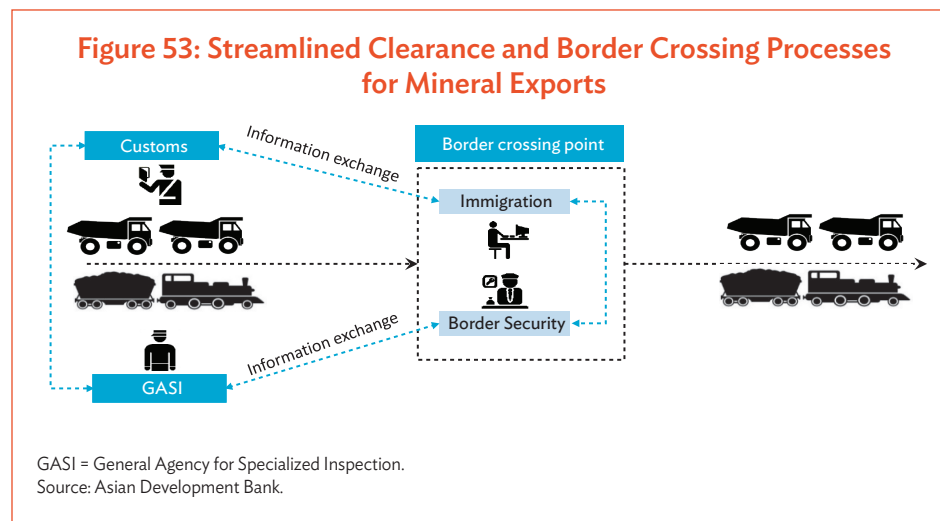 Figure 53: Streamlined Clearance and Border Crossing Processes
for Mineral Exports
Customs
Information exchange
Border crossing point
Immigration
Border Security
Information exchange
GASI
GASI = General Agency for Specialized Inspection.
Source: Asian Development Bank.